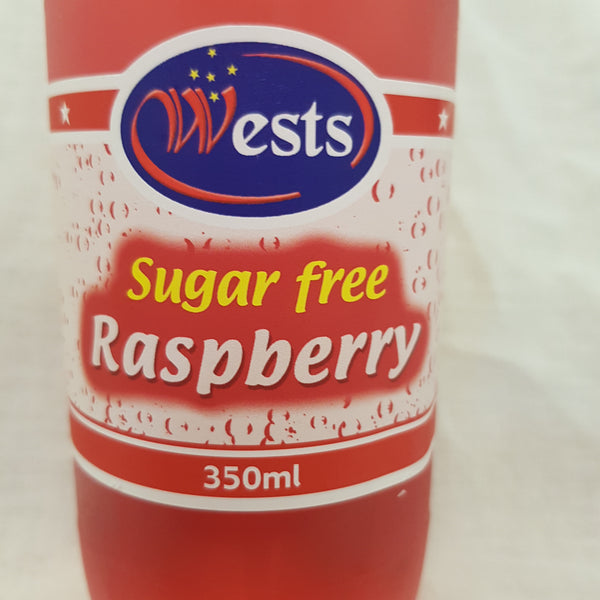 Wests
Sugar free
Raspberry
350ml